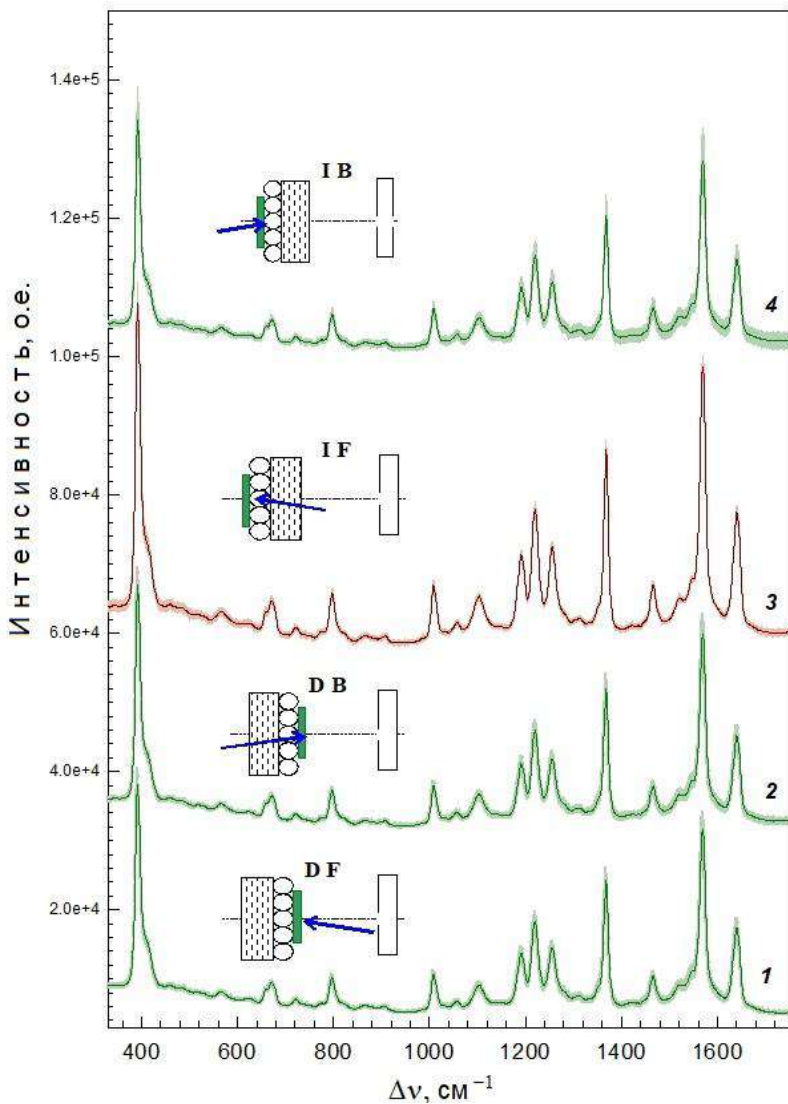 1.4e+5
I B
1.2e+5
4
1.0e+5
I F
8.0e+4
3
6.0e+4
D B
4.0e+4
2
D F
2.0e+4
1
Интенсивность, о.е.
400 600 800 1000 1200 1400 1600
Δν, см⁻¹